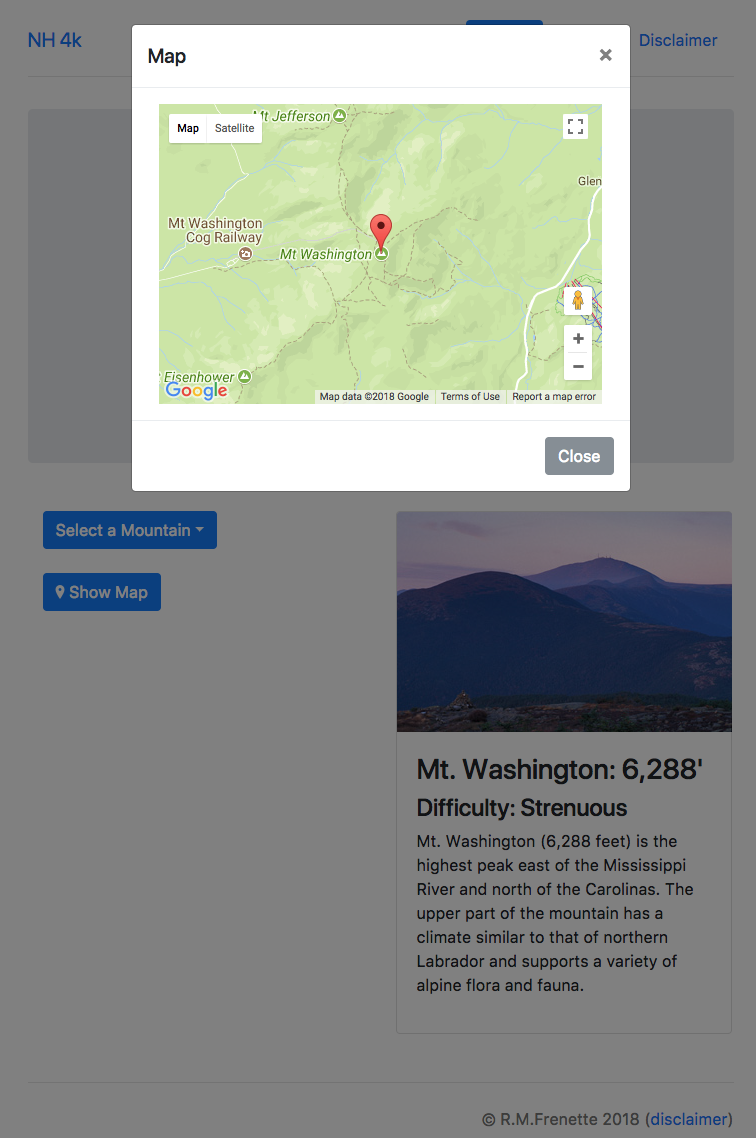 NH 4k
Disclaimer
Map
×
Map Satellite
Mt Jefferson
Glen
Mt Washington
Cog Railway
Mt Washington
Eisenhower
+
−
Google
Map data ©2018 Google Terms of Use Report a map error
Close
Select a Mountain
Show Map
Mt. Washington: 6,288'
Difficulty: Strenuous
Mt. Washington (6,288 feet) is the
highest peak east of the Mississippi
River and north of the Carolinas. The
upper part of the mountain has a
climate similar to that of northern
Labrador and supports a variety of
alpine flora and fauna.
© R.M.Frenette 2018 (disclaimer)